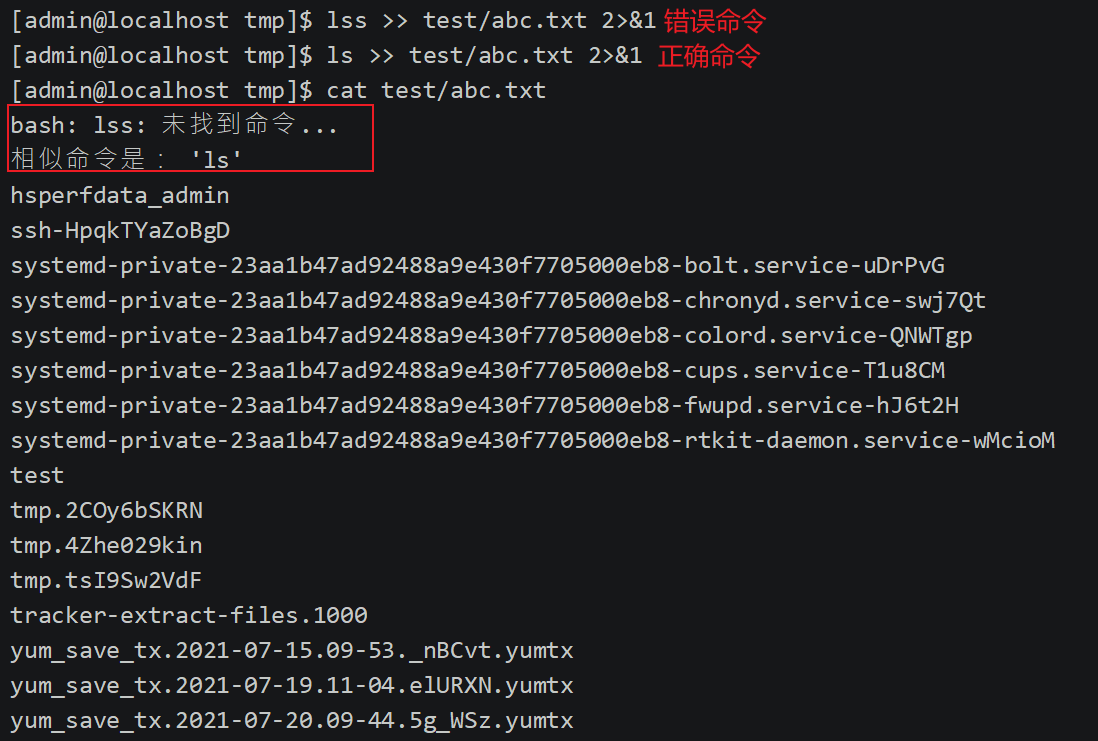 [admin@localhost tmp]$ lss >> test/abc.txt 2>&1 错误命令
[admin@localhost tmp]$ ls >> test/abc.txt 2>&1 正确命令
[admin@localhost tmp]$ cat test/abc.txt
bash: lss: 未找到命令...
相似命令是： 'ls'
hsperfdata_admin
ssh-HpqkTYaZoBgD
systemd-private-23aa1b47ad92488a9e430f7705000eb8-bolt.service-uDrPvG
systemd-private-23aa1b47ad92488a9e430f7705000eb8-chronyd.service-swj7Qt
systemd-private-23aa1b47ad92488a9e430f7705000eb8-colord.service-QNWTgp
systemd-private-23aa1b47ad92488a9e430f7705000eb8-cups.service-T1u8CM
systemd-private-23aa1b47ad92488a9e430f7705000eb8-fwupd.service-hJ6t2H
systemd-private-23aa1b47ad92488a9e430f7705000eb8-rtkit-daemon.service-wMcioM
test
tmp.2COy6bSKRN
tmp.4Zhe029kin
tmp.tsI9Sw2VdF
tracker-extract-files.1000
yum_save_tx.2021-07-15.09-53._nBCvt.yumtx
yum_save_tx.2021-07-19.11-04.elURXN.yumtx
yum_save_tx.2021-07-20.09-44.5g_WSz.yumtx